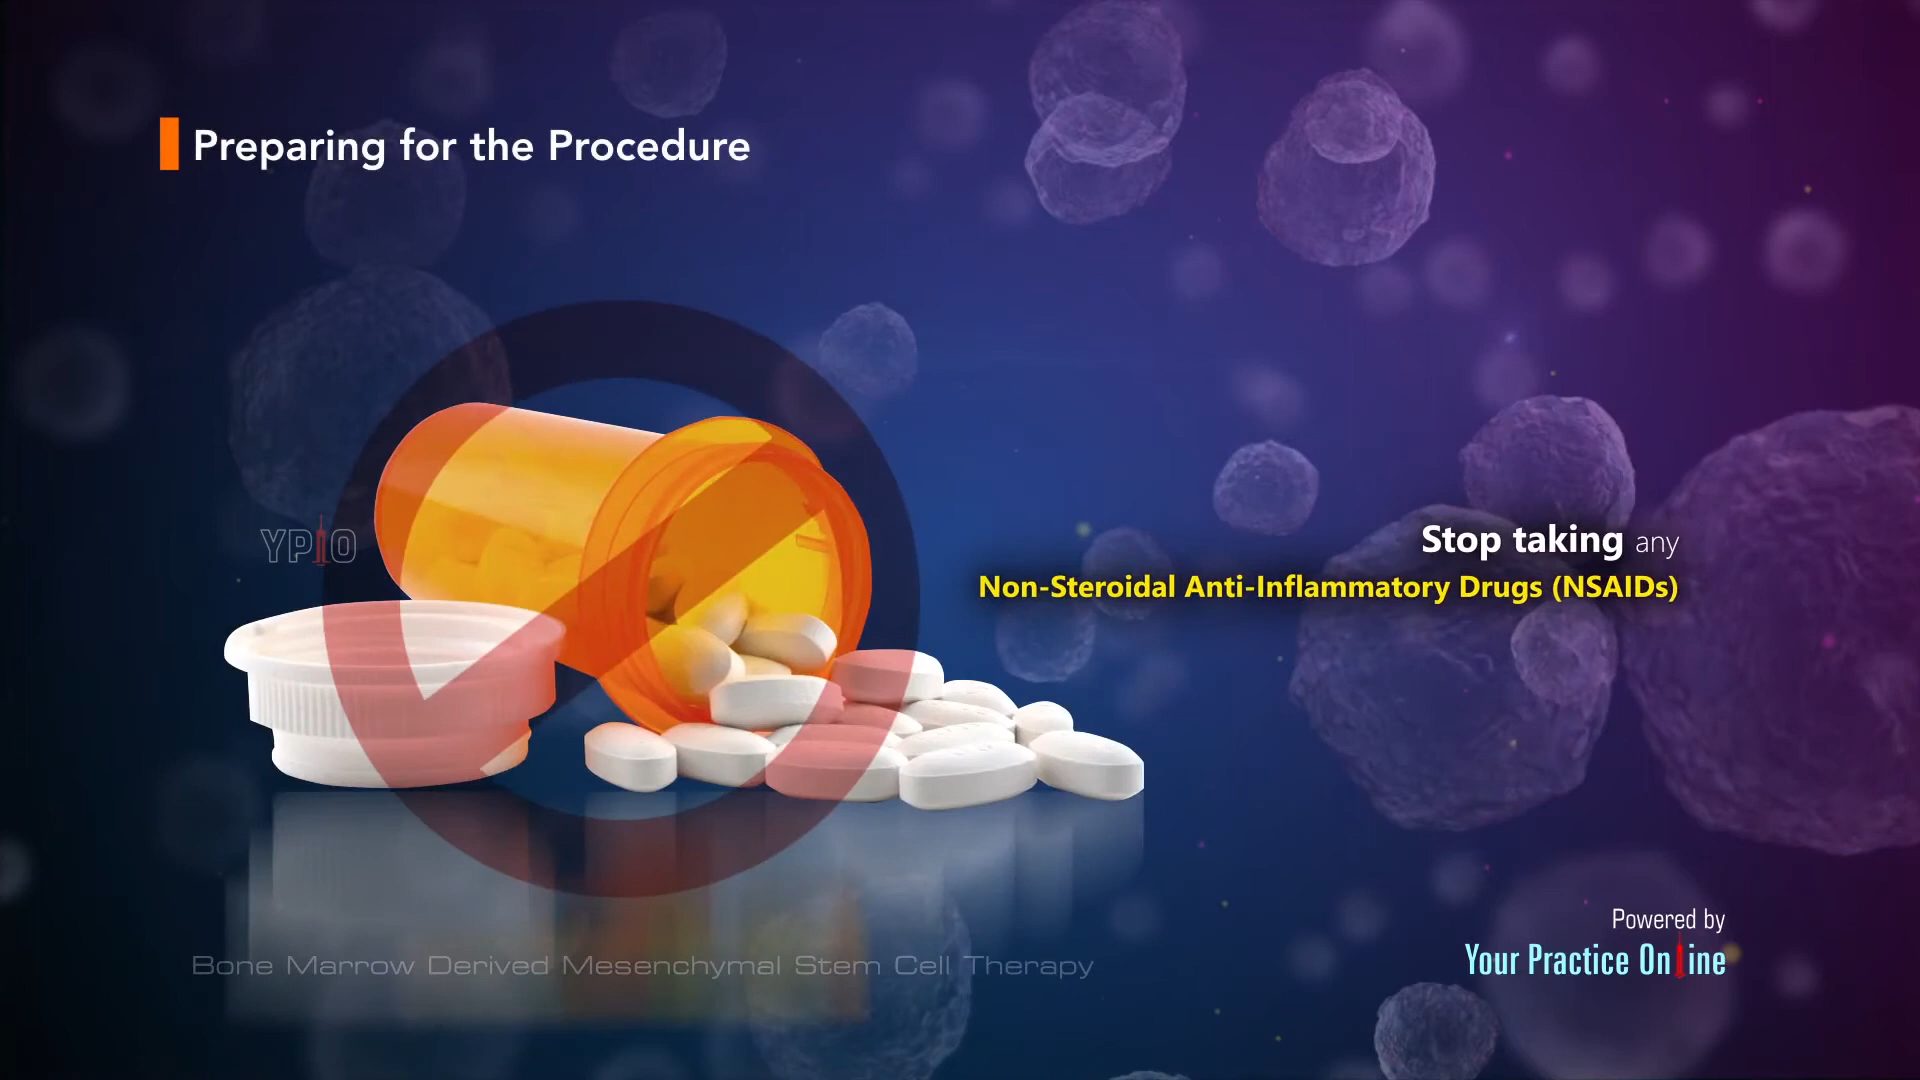 Preparing for the Procedure
YPO
Stop taking any
Non-Steroidal Anti-Inflammatory Drugs (NSAIDs)
Powered by
Your Practice Online
Bone Marrow Derived Mesenchymal Stem Cell Therapy